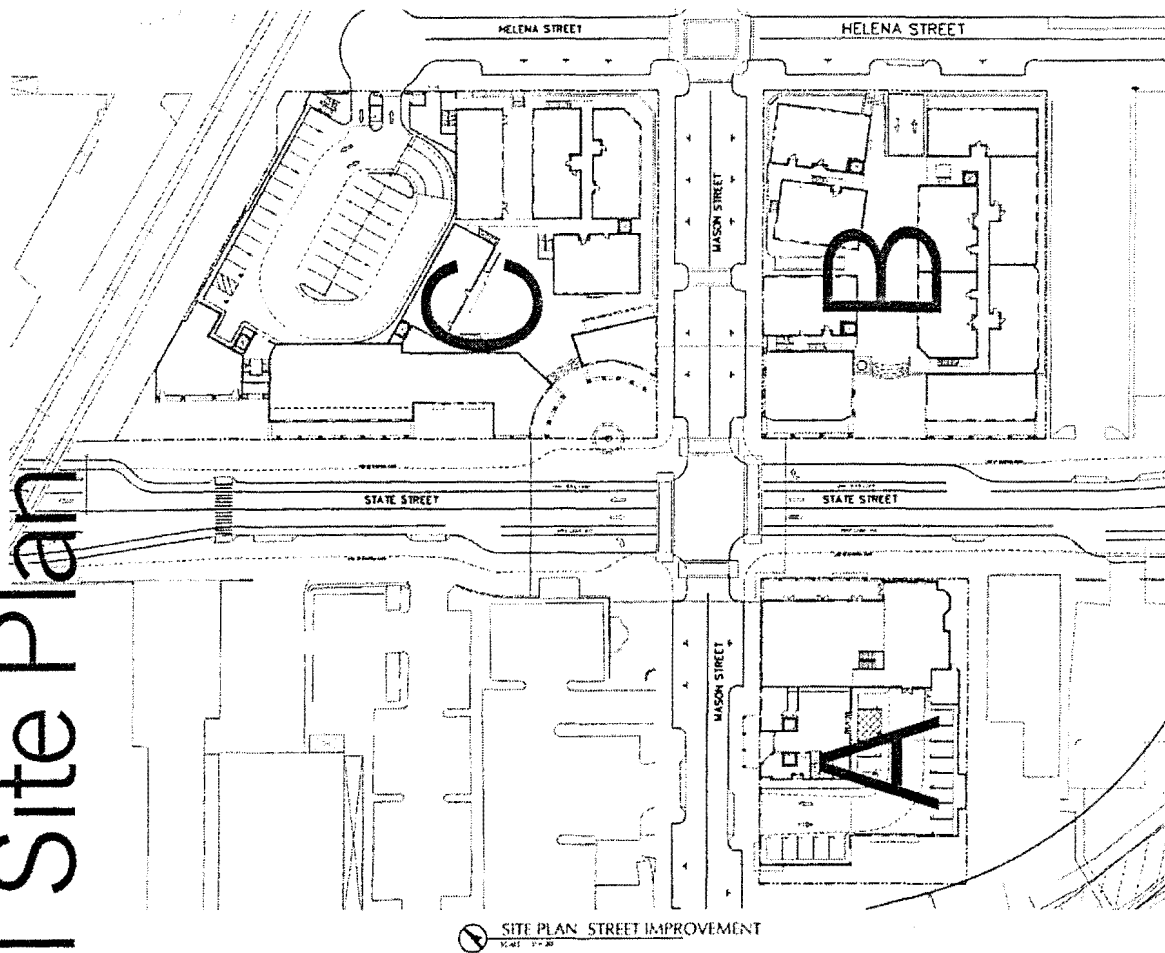 HELENA STREET
HELENA STREET
MASON STREET
C
B
STATE STREET
STATE STREET
Site Plan
MASON STREET
A
SITE PLAN STREET IMPROVEMENT